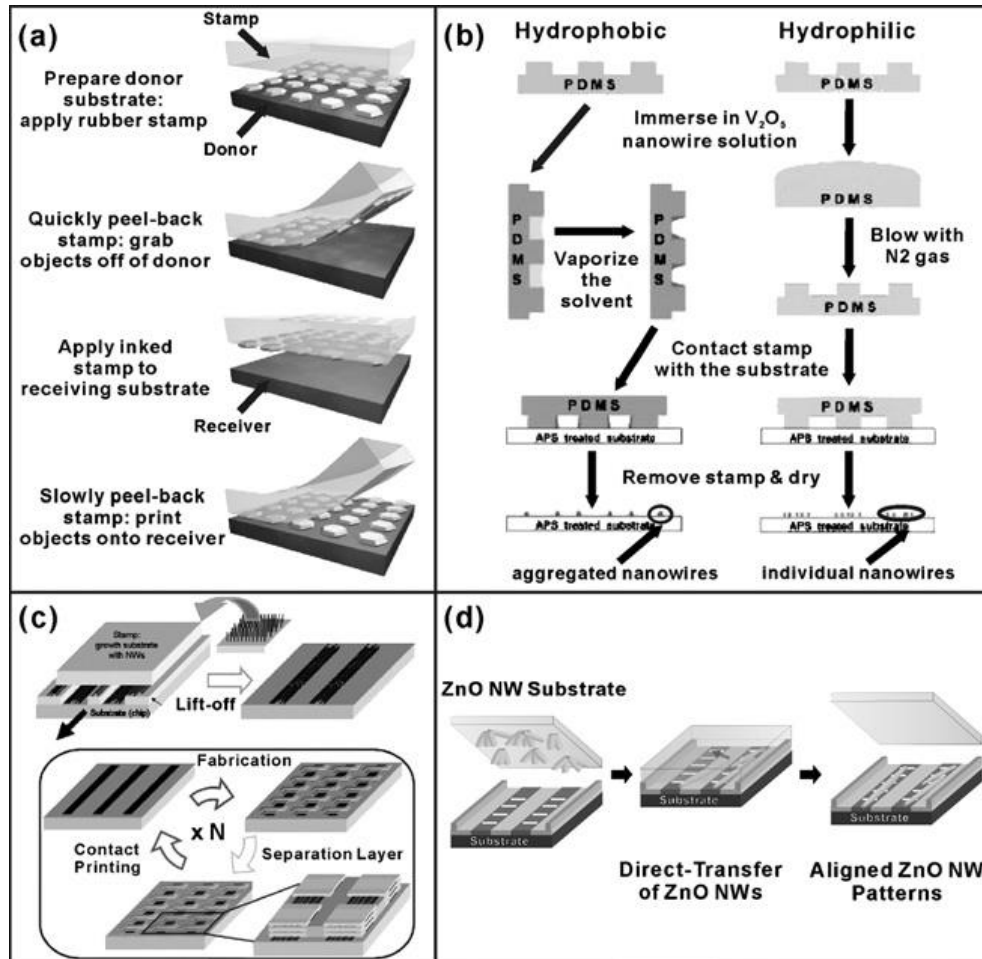 (a)
Stamp
Prepare donor
substrate:
apply rubber stamp
Donor
Quickly peel-back
stamp: grab
objects off of donor
Apply inked
stamp to
receiving substrate
Receiver
Slowly peel-back
stamp: print
objects onto receiver
(b)
Hydrophobic
Hydrophilic
PDMS
PDMS
Immerse in V₂O₅
nanowire solution
PDMS
PDMS
PDMS
Vaporize
the
solvent
Blow with
N2 gas
PDMS
Contact stamp
with the substrate
PDMS
PDMS
APS treated substrate
APS treated substrate
Remove stamp & dry
APS treated substrate
APS treated substrate
aggregated nanowires
individual nanowires
(c)
Stamp:
growth substrate
with NWs
Substrate (chip)
Lift-off
Fabrication
x N
Contact
Printing
Separation Layer
(d)
ZnO NW Substrate
Substrate
Substrate
Substrate
Direct-Transfer
of ZnO NWs
Aligned ZnO NW
Patterns